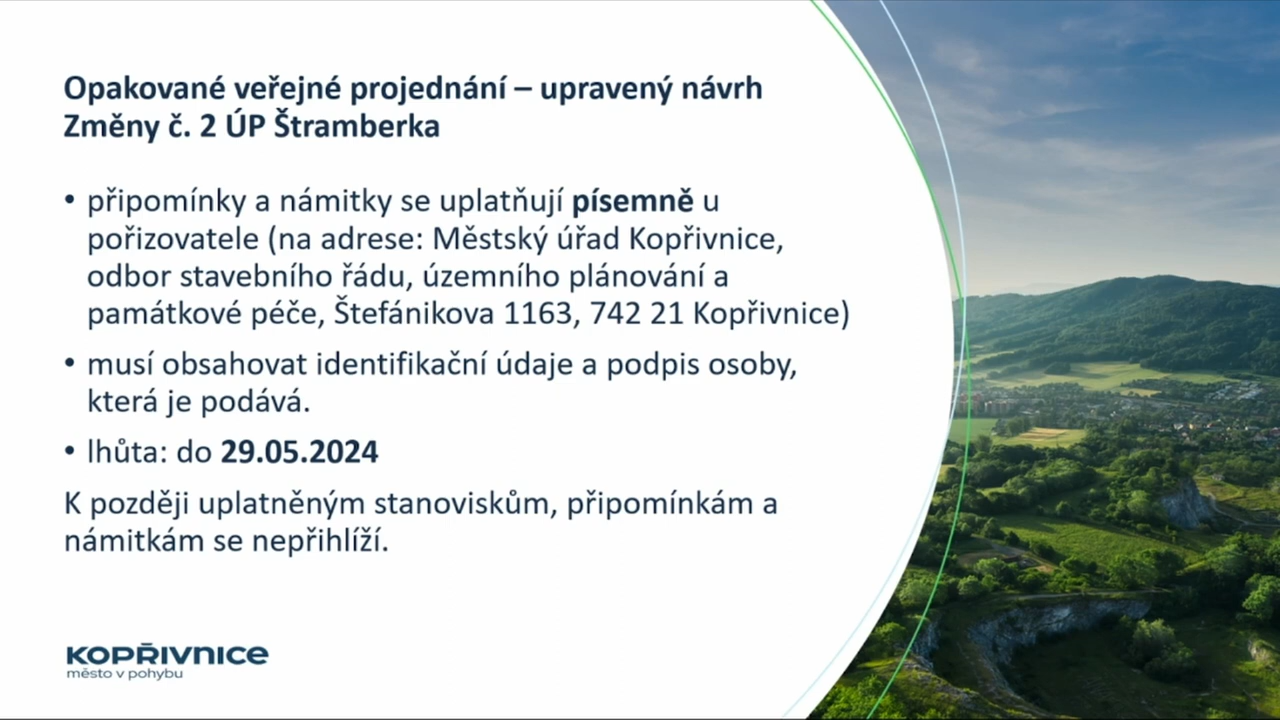 Opakované veřejné projednání – upravený návrh
Změny č. 2 ÚP Štramberka
• připomínky a námitky se uplatňují písemně u
pořizovatele (na adrese: Městský úřad Kopřivnice,
odbor stavebního řádu, územního plánování a
památkové péče, Štefánikova 1163, 742 21 Kopřivnice)
• musí obsahovat identifikační údaje a podpis osoby,
která je podává.
• lhůta: do 29.05.2024
K později uplatněným stanoviskům, připomínkám a
námitkám se nepřihlíží.
KOPŘIVNICE
město v pohybu